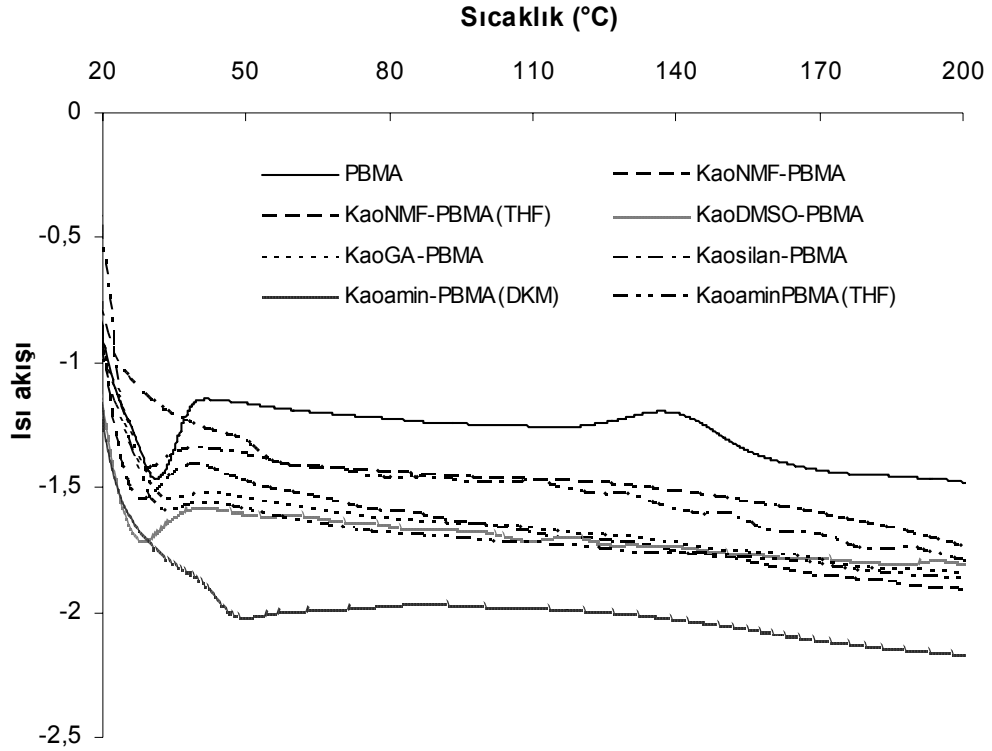 Sıcaklık (°C)
20 50 80 110 140 170 200
0
PBMA KaoNMF-PBMA
KaoNMF-PBMA(THF) KaoDMSO-PBMA
-0,5
KaoGA-PBMA Kaosilan-PBMA
Kaoamin-PBMA(DKM) KaoaminPBMA(THF)
-1
Isı akışı
-1,5
-2
-2,5